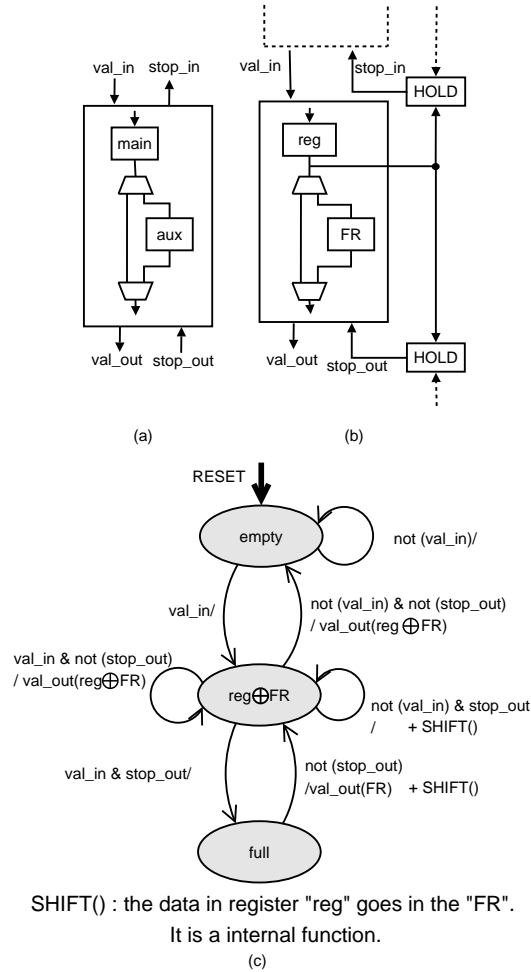 val_in
stop_in
main
aux
val_out
stop_out
(a)
val_in
stop_in
HOLD
reg
FR
val_out
stop_out
HOLD
(b)
RESET
empty
not (val_in)/
val_in/
not (val_in) & not (stop_out)
/ val_out(reg⊕FR)
val_in & not (stop_out)
/ val_out(reg⊕FR)
reg⊕FR
not (val_in) & stop_out
/ + SHIFT()
val_in & stop_out/
not (stop_out)
/val_out(FR) + SHIFT()
full
SHIFT() : the data in register "reg" goes in the "FR".
It is a internal function.
(c)